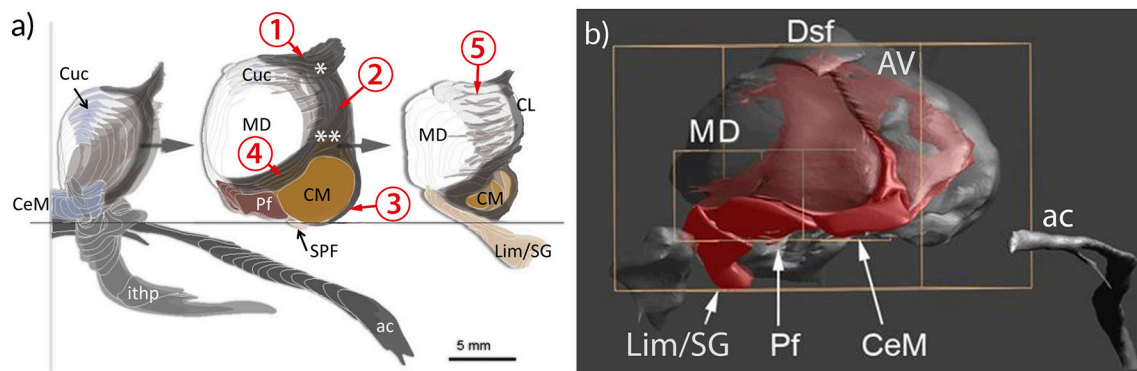 a)
1
*
5
Cuc
Cuc
2
CL
MD
MD
**
4
CM
CM
CeM
Pf
3
SPF
Lim/SG
ithp
ac
5 mm
b)
Dsf
AV
MD
ac
Lim/SG
Pf
CeM